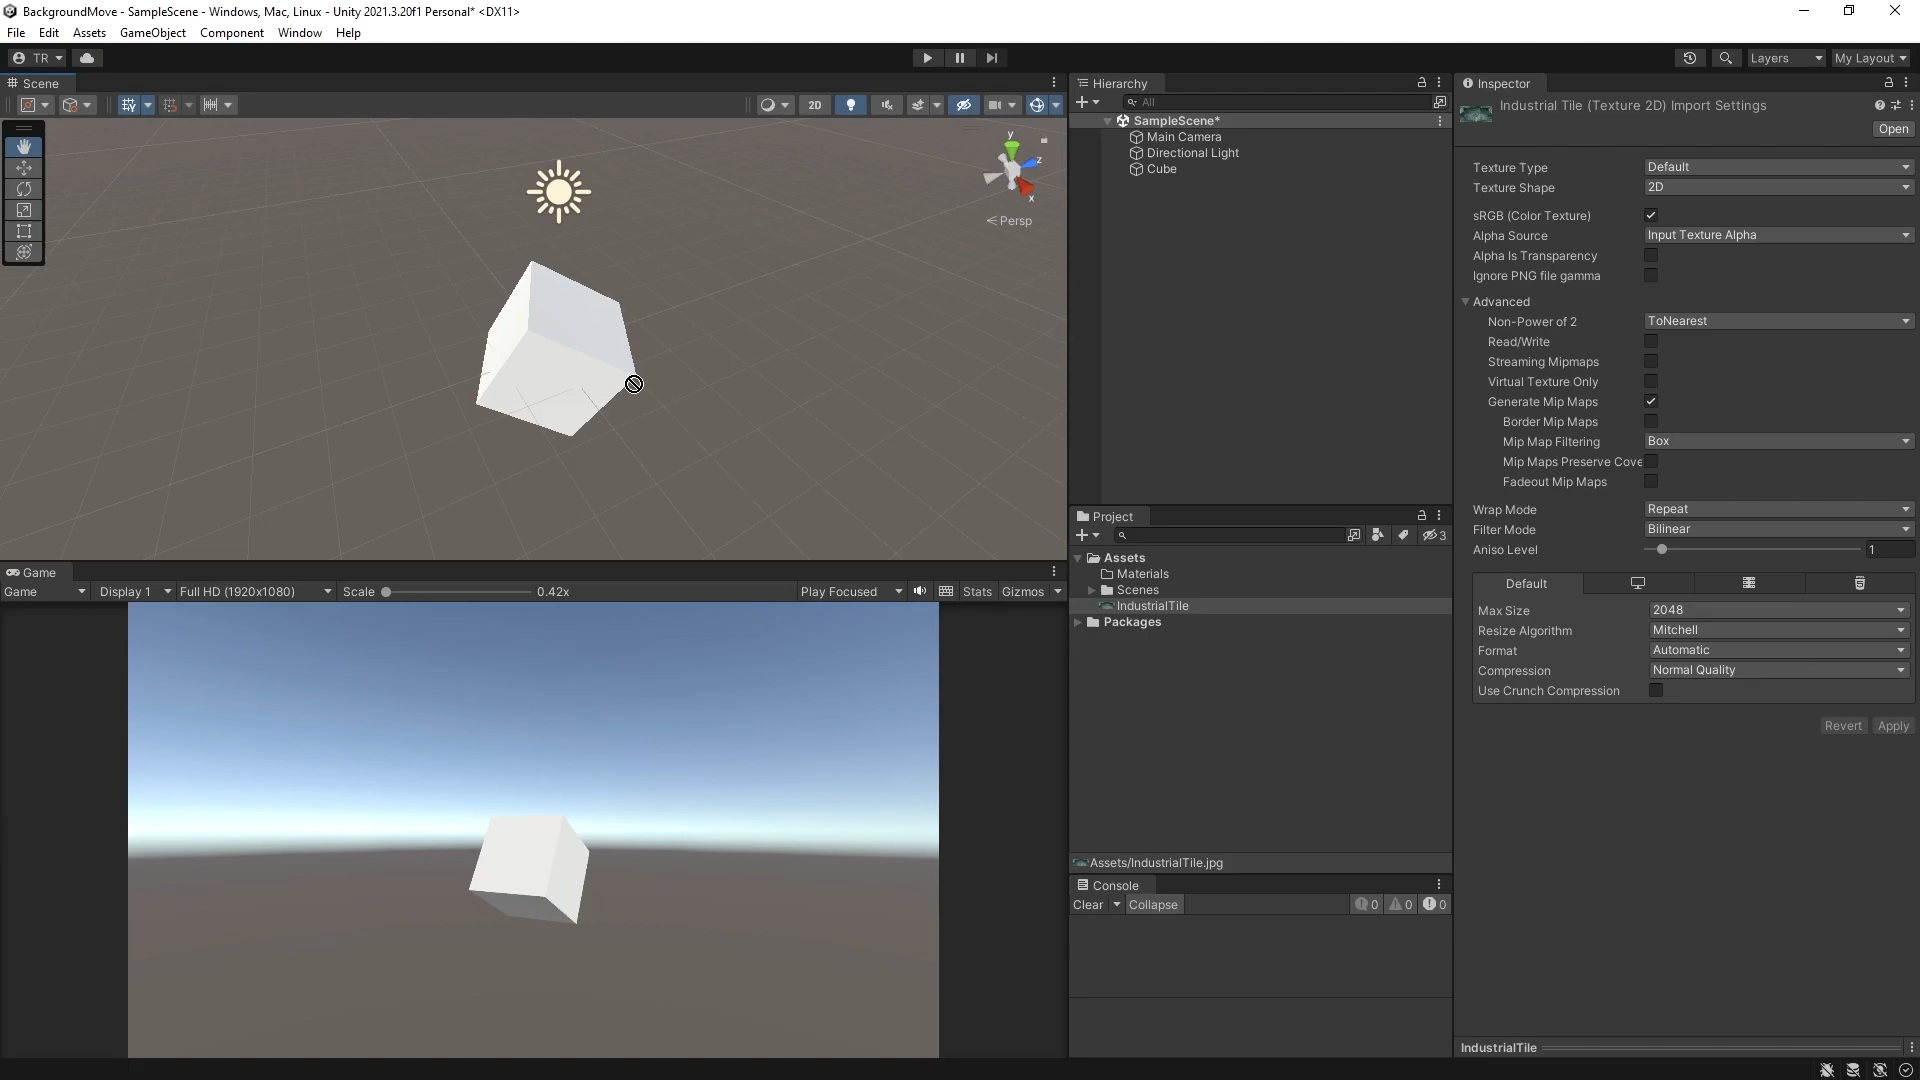 BackgroundMove - SampleScene - Windows, Mac, Linux - Unity 2021.3.20f1 Personal* <DX11>
File Edit Assets GameObject Component Window Help
TR
Layers
My Layout
Scene
2D
y
z
x
Persp
Hierarchy
All
SampleScene*
Main Camera
Directional Light
Cube
Game
Game
Display 1
Full HD (1920x1080)
Scale
0.42x
Play Focused
Stats
Gizmos
Project
3
Assets
Materials
Scenes
IndustrialTile
Packages
Assets/IndustrialTile.jpg
Console
Clear
Collapse
0
0
0
Inspector
Industrial Tile (Texture 2D) Import Settings
Open
Texture Type Default
Texture Shape 2D
sRGB (Color Texture)
Alpha Source Input Texture Alpha
Alpha Is Transparency
Ignore PNG file gamma
Advanced
Non-Power of 2 ToNearest
Read/Write
Streaming Mipmaps
Virtual Texture Only
Generate Mip Maps
Border Mip Maps
Mip Map Filtering Box
Mip Maps Preserve Cove
Fadeout Mip Maps
Wrap Mode Repeat
Filter Mode Bilinear
Aniso Level 1
Default
Max Size 2048
Resize Algorithm Mitchell
Format Automatic
Compression Normal Quality
Use Crunch Compression
Revert Apply
IndustrialTile